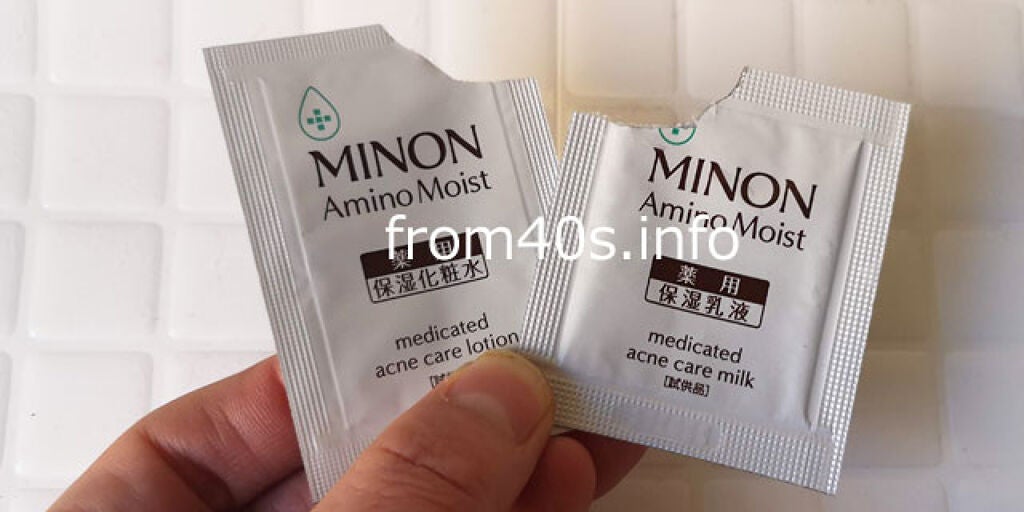 MINON
Amino Moist
薬用
保湿化粧水
medicated
acne care lotion
MINON
Amino Moist
薬用
保湿乳液
medicated
acne care milk
[試供品]
from40s.info